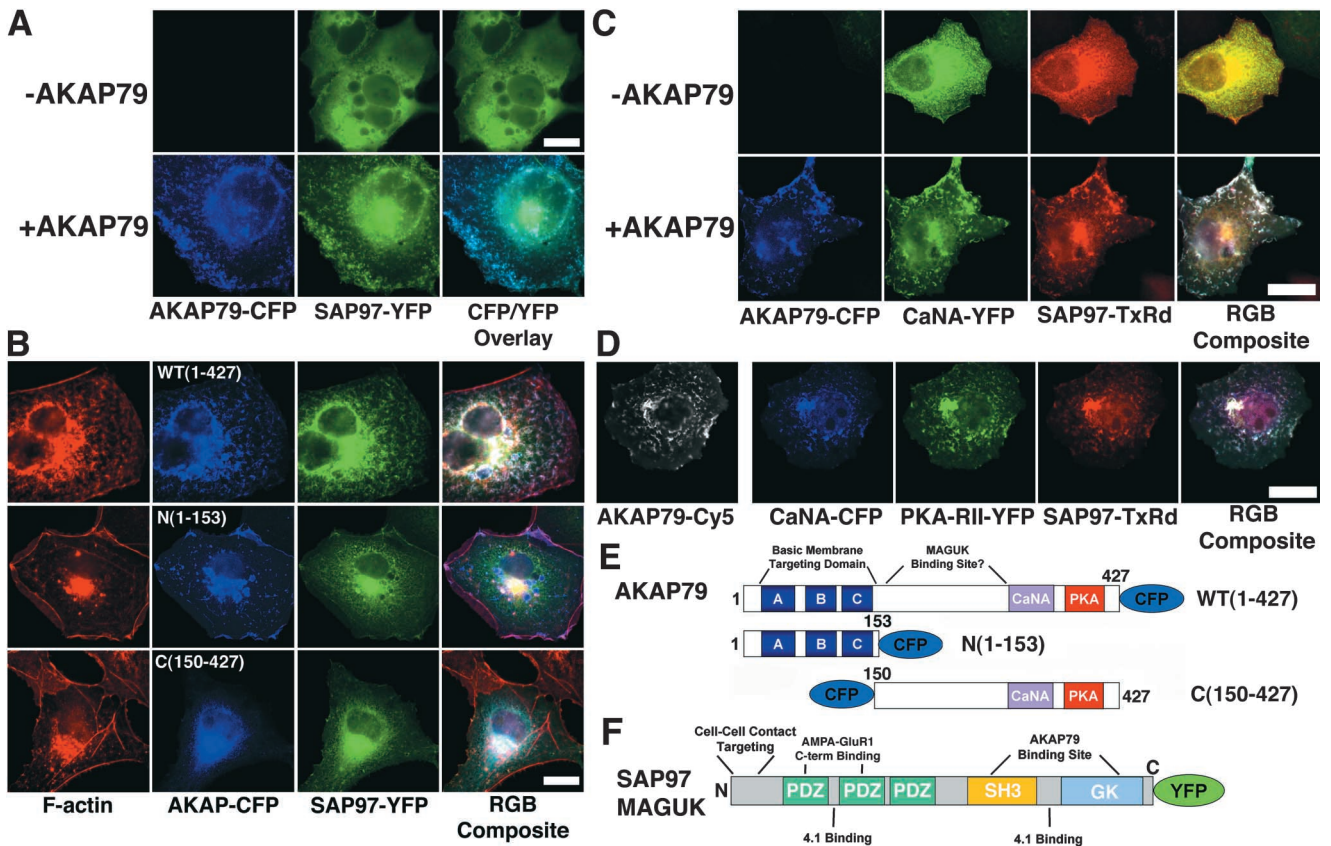 A
-AKAP79
+AKAP79
AKAP79-CFP
SAP97-YFP
CFP/YFP
Overlay
B
WT(1-427)
N(1-153)
C(150-427)
F-actin
AKAP-CFP
SAP97-YFP
RGB
Composite
C
-AKAP79
+AKAP79
AKAP79-CFP
CaNA-YFP
SAP97-TxRd
RGB
Composite
D
AKAP79-Cy5
CaNA-CFP
PKA-RII-YFP
SAP97-TxRd
RGB
Composite
E
AKAP79
Basic Membrane
Targeting Domain
MAGUK
Binding Site?
1
A
B
C
CaNA
PKA
427
CFP
WT(1-427)
1
A
B
C
153
CFP
N(1-153)
CFP
150
CaNA
PKA
427
C(150-427)
F
SAP97
MAGUK
Cell-Cell Contact
Targeting
AMPA-GluR1
C-term Binding
AKAP79
Binding Site
N
PDZ
PDZ
PDZ
SH3
GK
C
YFP
4.1 Binding
4.1 Binding